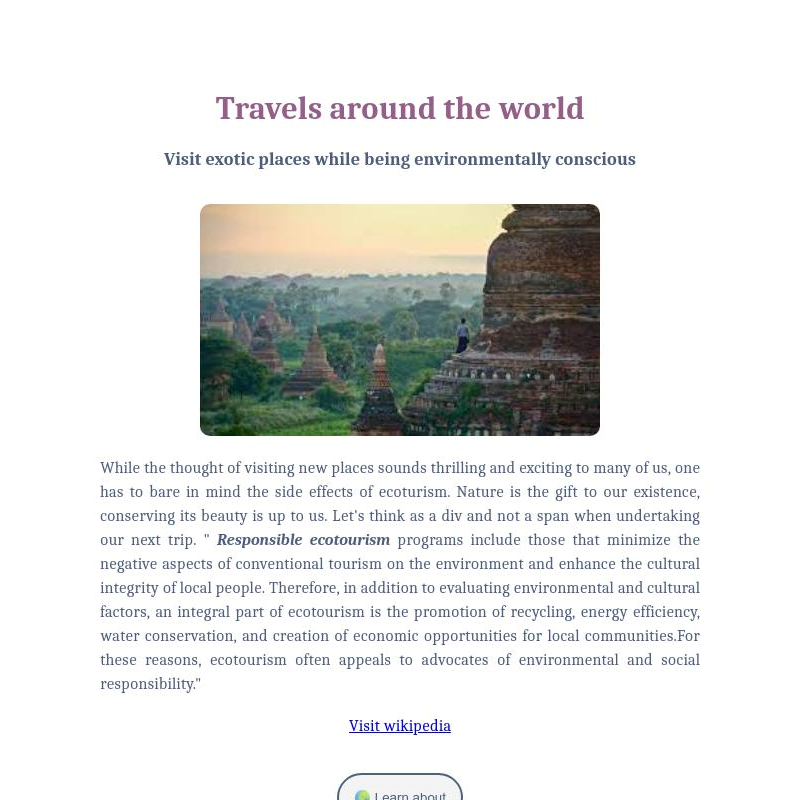 Travels around the world
Visit exotic places while being environmentally conscious
While the thought of visiting new places sounds thrilling and exciting to many of us, one
has to bare in mind the side effects of ecoturism. Nature is the gift to our existence,
conserving its beauty is up to us. Let's think as a div and not a span when undertaking
our next trip. " Responsible ecotourism programs include those that minimize the
negative aspects of conventional tourism on the environment and enhance the cultural
integrity of local people. Therefore, in addition to evaluating environmental and cultural
factors, an integral part of ecotourism is the promotion of recycling, energy efficiency,
water conservation, and creation of economic opportunities for local communities.For
these reasons, ecotourism often appeals to advocates of environmental and social
responsibility."
Visit wikipedia
Learn about